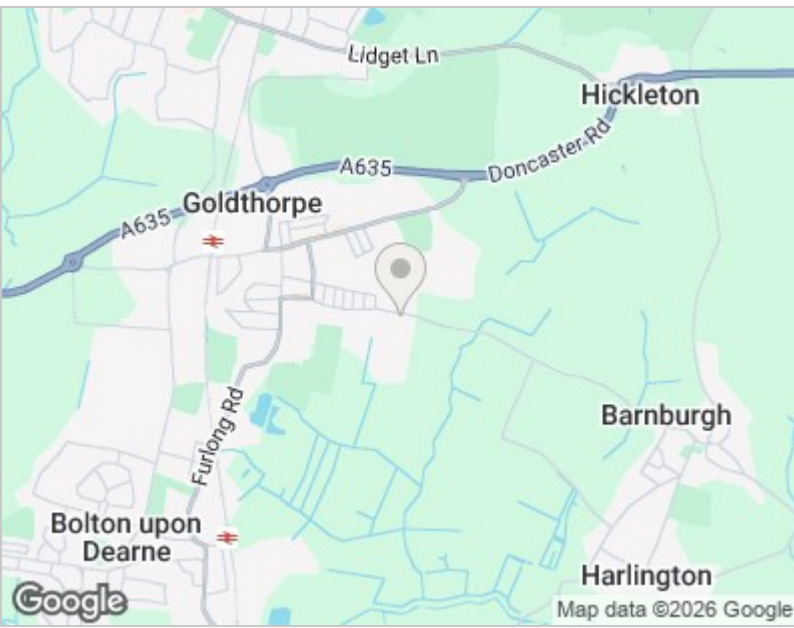 Lidget Ln
Hickleton
A635
Doncaster Rd
Goldthorpe
A635
Barnburgh
Furlong Rd
Bolton upon
Dearne
Harlington
Google
Map data ©2026 Google